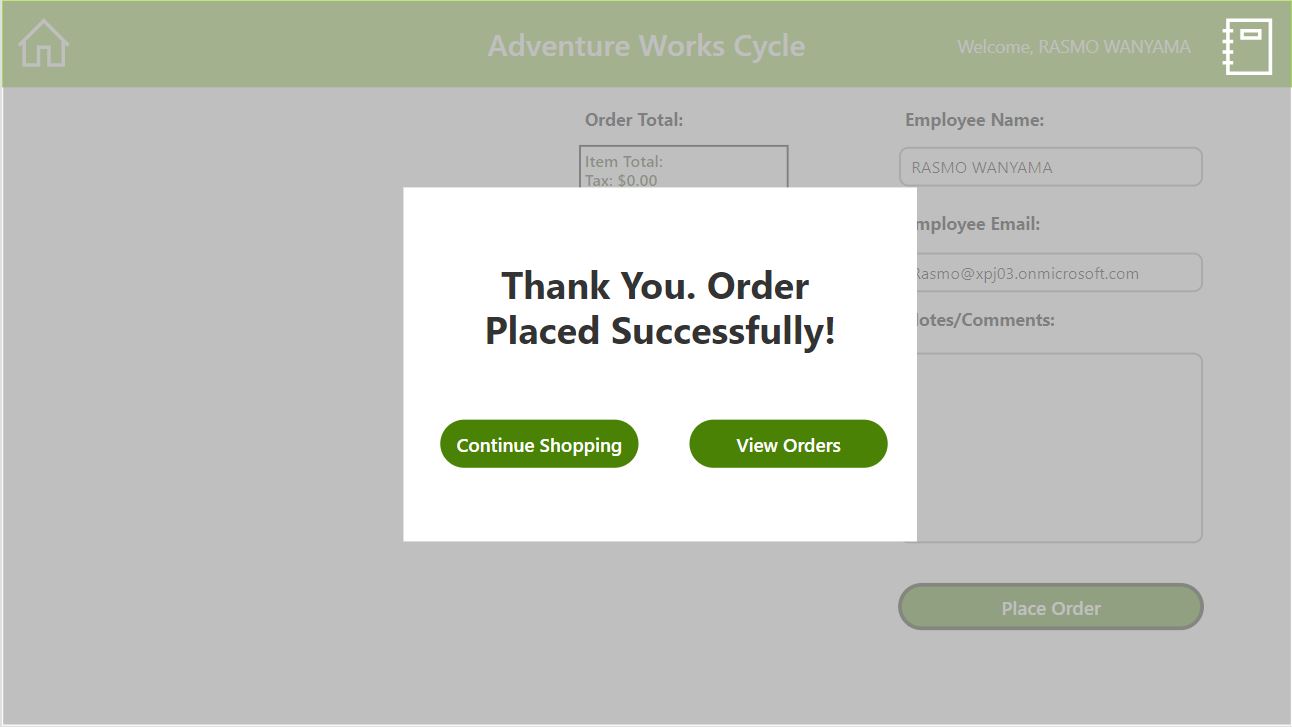 Adventure Works Cycle
Welcome, RASMO WANYAMA
Order Total:
Item Total:
Tax: $0.00
Employee Name:
RASMO WANYAMA
mployee Email:
Rasmo@xpj03.onmicrosoft.com
otes/Comments:
Thank You. Order
Placed Successfully!
Continue Shopping
View Orders
Place Order